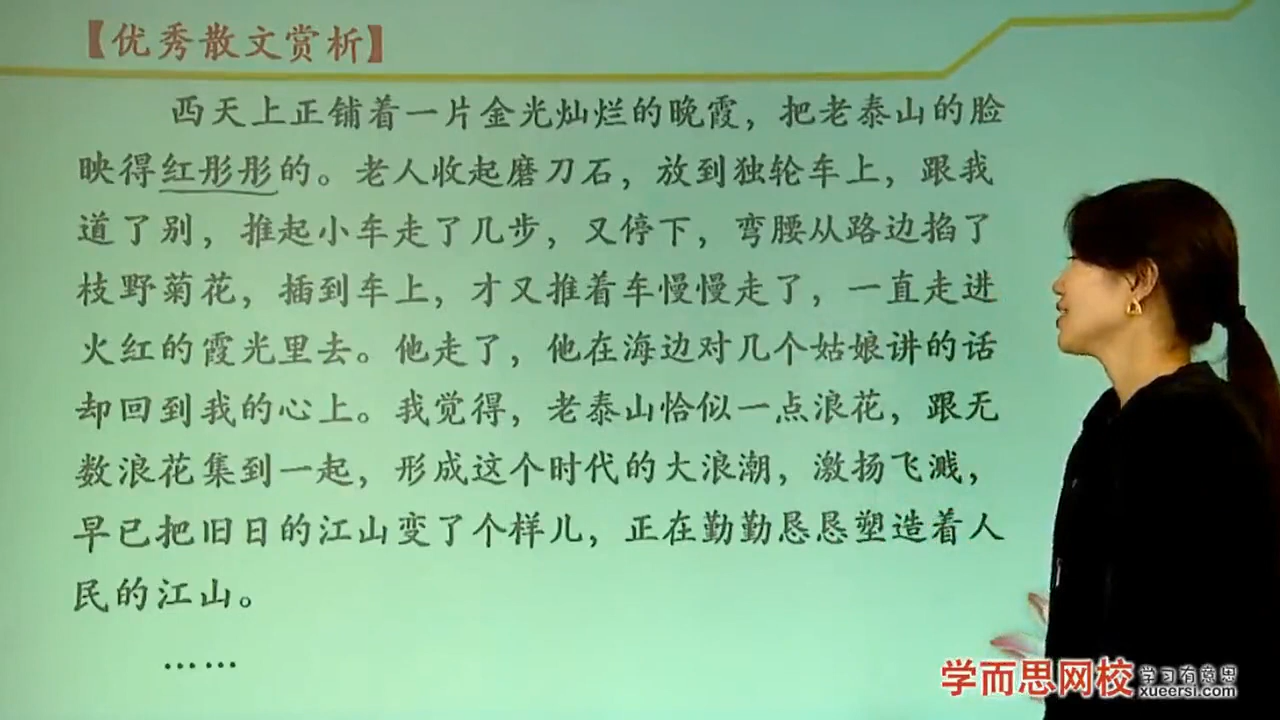 【优秀散文赏析】
西天上正铺着一片金光灿烂的晚霞，把老泰山的脸
映得红彤彤的。老人收起磨刀石，放到独轮车上，跟我
道了别，推起小车走了几步，又停下，弯腰从路边掐了
枝野菊花，插到车上，才又推着车慢慢走了，一直走进
火红的霞光里去。他走了，他在海边对几个姑娘讲的话
却回到我的心上。我觉得，老泰山恰似一点浪花，跟无
数浪花集到一起，形成这个时代的大浪潮，激扬飞溅，
早已把旧日的江山变了个样儿，正在勤勤恳恳塑造着人
民的江山。
……
学而思网校 学习有意思
xueersi.com